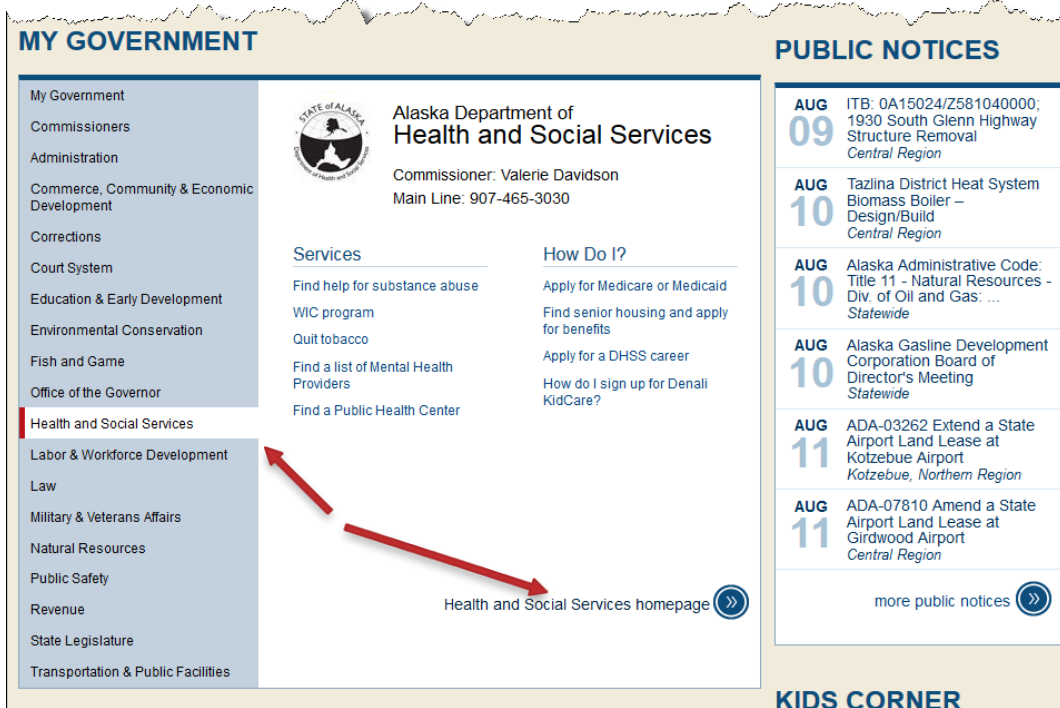 MY GOVERNMENT
My Government
Commissioners
Administration
Commerce, Community & Economic
Development
Corrections
Court System
Education & Early Development
Environmental Conservation
Fish and Game
Office of the Governor
Health and Social Services
Labor & Workforce Development
Law
Military & Veterans Affairs
Natural Resources
Public Safety
Revenue
State Legislature
Transportation & Public Facilities
STATE of ALASKA
Department of Health and Social Services
Alaska Department of
Health and Social Services
Commissioner: Valerie Davidson
Main Line: 907-465-3030
Services
Find help for substance abuse
WIC program
Quit tobacco
Find a list of Mental Health
Providers
Find a Public Health Center
How Do I?
Apply for Medicare or Medicaid
Find senior housing and apply
for benefits
Apply for a DHSS career
How do I sign up for Denali
KidCare?
Health and Social Services homepage
PUBLIC NOTICES
AUG
09
ITB: 0A15024/Z581040000;
1930 South Glenn Highway
Structure Removal
Central Region
AUG
10
Tazlina District Heat System
Biomass Boiler –
Design/Build
Central Region
AUG
10
Alaska Administrative Code:
Title 11 - Natural Resources -
Div. of Oil and Gas: ...
Statewide
AUG
10
Alaska Gasline Development
Corporation Board of
Director's Meeting
Statewide
AUG
11
ADA-03262 Extend a State
Airport Land Lease at
Kotzebue Airport
Kotzebue, Northern Region
AUG
11
ADA-07810 Amend a State
Airport Land Lease at
Girdwood Airport
Central Region
more public notices
KIDS CORNER